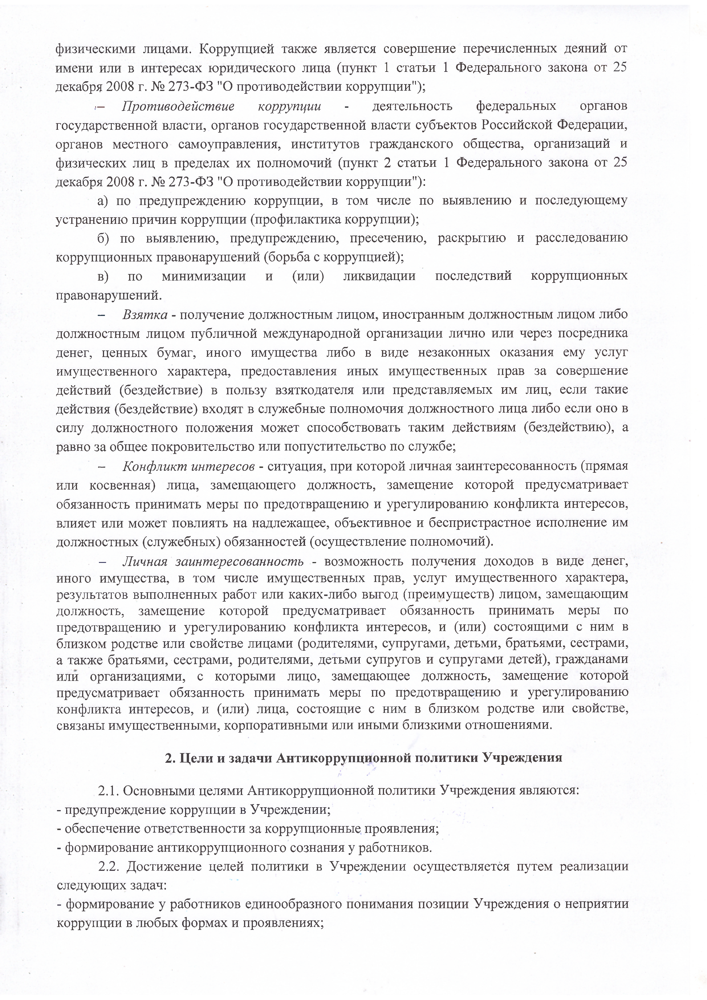 физическими лицами. Коррупцией также является совершение перечисленных деяний от
имени или в интересах юридического лица (пункт 1 статьи 1 Федерального закона от 25
декабря 2008 г. № 273-ФЗ "О противодействии коррупции");
– Противодействие коррупции - деятельность федеральных органов
государственной власти, органов государственной власти субъектов Российской Федерации,
органов местного самоуправления, институтов гражданского общества, организаций и
физических лиц в пределах их полномочий (пункт 2 статьи 1 Федерального закона от 25
декабря 2008 г. № 273-ФЗ "О противодействии коррупции"):
а) по предупреждению коррупции, в том числе по выявлению и последующему
устранению причин коррупции (профилактика коррупции);
б) по выявлению, предупреждению, пресечению, раскрытию и расследованию
коррупционных правонарушений (борьба с коррупцией);
в) по минимизации и (или) ликвидации последствий коррупционных
правонарушений.
– Взятка - получение должностным лицом, иностранным должностным лицом либо
должностным лицом публичной международной организации лично или через посредника
денег, ценных бумаг, иного имущества либо в виде незаконных оказания ему услуг
имущественного характера, предоставления иных имущественных прав за совершение
действий (бездействие) в пользу взяткодателя или представляемых им лиц, если такие
действия (бездействие) входят в служебные полномочия должностного лица либо если оно в
силу должностного положения может способствовать таким действиям (бездействию), а
равно за общее покровительство или попустительство по службе;
– Конфликт интересов - ситуация, при которой личная заинтересованность (прямая
или косвенная) лица, замещающего должность, замещение которой предусматривает
обязанность принимать меры по предотвращению и урегулированию конфликта интересов,
влияет или может повлиять на надлежащее, объективное и беспристрастное исполнение им
должностных (служебных) обязанностей (осуществление полномочий).
– Личная заинтересованность - возможность получения доходов в виде денег,
иного имущества, в том числе имущественных прав, услуг имущественного характера,
результатов выполненных работ или каких-либо выгод (преимуществ) лицом, замещающим
должность, замещение которой предусматривает обязанность принимать меры по
предотвращению и урегулированию конфликта интересов, и (или) состоящими с ним в
близком родстве или свойстве лицами (родителями, супругами, детьми, братьями, сестрами,
а также братьями, сестрами, родителями, детьми супругов и супругами детей), гражданами
или организациями, с которыми лицо, замещающее должность, замещение которой
предусматривает обязанность принимать меры по предотвращению и урегулированию
конфликта интересов, и (или) лица, состоящие с ним в близком родстве или свойстве,
связаны имущественными, корпоративными или иными близкими отношениями.
2. Цели и задачи Антикоррупционной политики Учреждения
2.1. Основными целями Антикоррупционной политики Учреждения являются:
- предупреждение коррупции в Учреждении;
- обеспечение ответственности за коррупционные проявления;
- формирование антикоррупционного сознания у работников.
2.2. Достижение целей политики в Учреждении осуществляется путем реализации
следующих задач:
- формирование у работников единообразного понимания позиции Учреждения о неприятии
коррупции в любых формах и проявлениях;